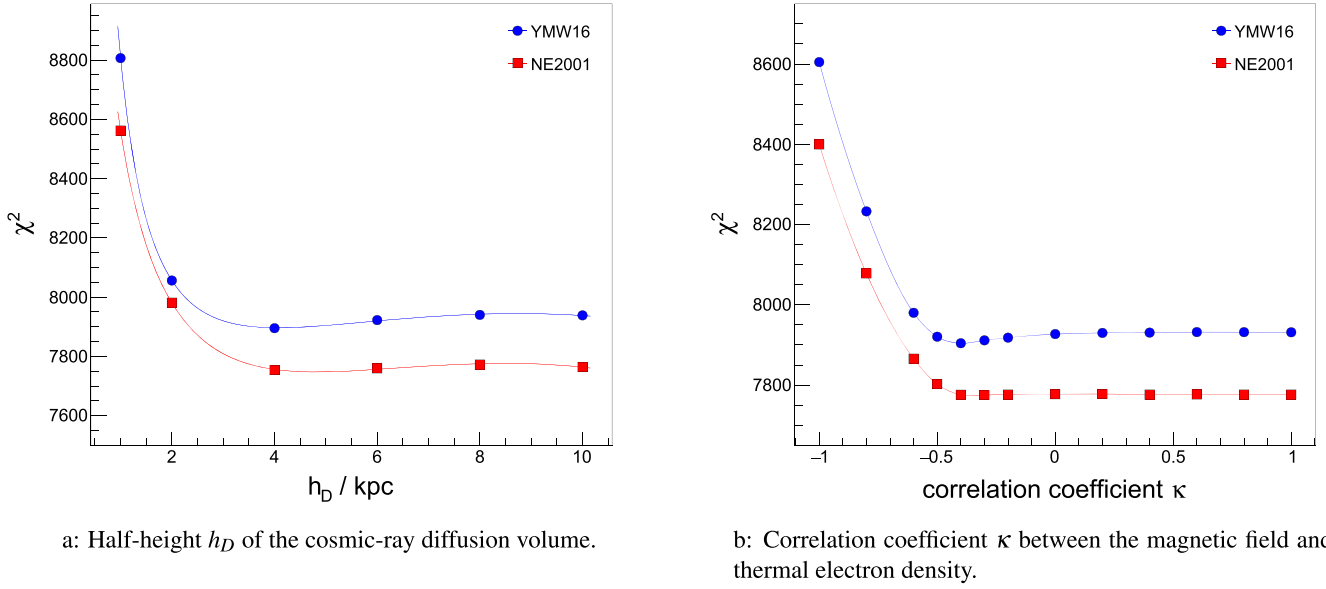 YMW16
NE2001
8800
8600
8400
8200
8000
7800
7600
χ²
2 4 6 8 10
h_D / kpc
a: Half-height h_D of the cosmic-ray diffusion volume.
YMW16
NE2001
8600
8400
8200
8000
7800
χ²
−1 −0.5 0 0.5 1
correlation coefficient κ
b: Correlation coefficient κ between the magnetic field and
thermal electron density.